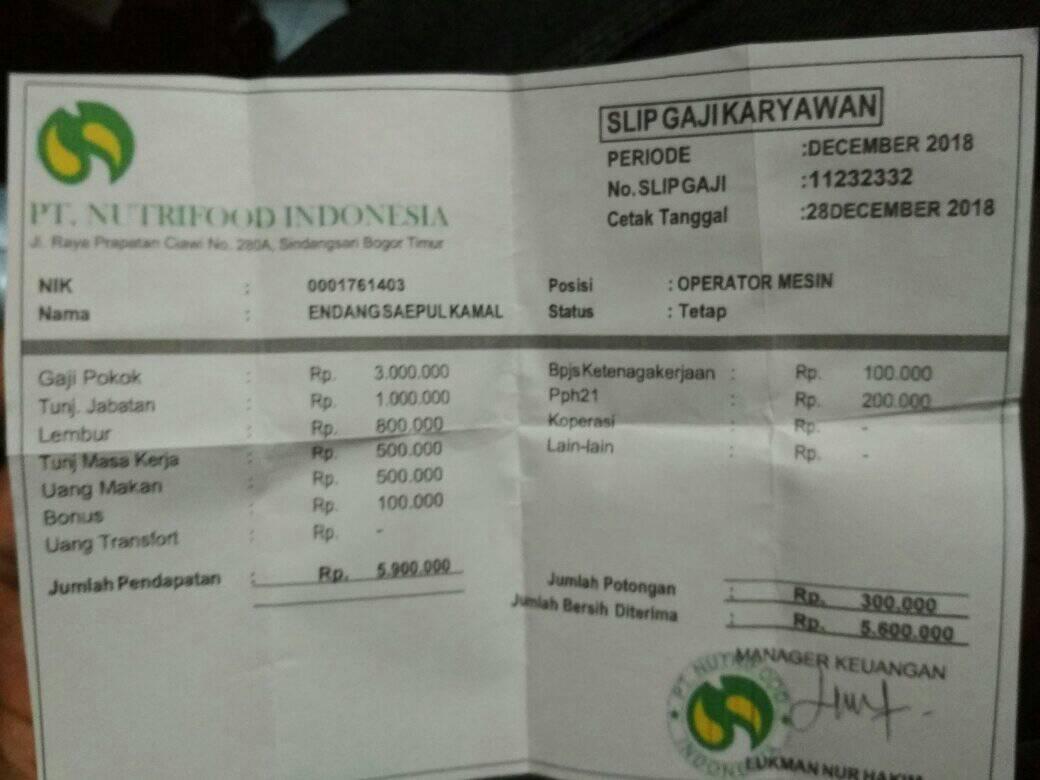 SLIP GAJI KARYAWAN
PERIODE :DECEMBER 2018
No.SLIP GAJI :11232332
Cetak Tanggal :28DECEMBER 2018
PT. NUTRIFOOD INDONESIA
Jl. Raya Prapatan Ciawi No. 280A, Sindangsari Bogor Timur
NIK : 0001761403 Posisi : OPERATOR MESIN
Nama : ENDANG SAEPUL KAMAL Status : Tetap
Gaji Pokok : Rp. 3.000.000 Bpjs Ketenagakerjaan : Rp. 100.000
Tunj. Jabatan : Rp. 1.000.000 Pph21 : Rp. 200.000
Lembur : Rp. 800.000 Koperasi : Rp. -
Tunj Masa Kerja : Rp. 500.000 Lain-lain : Rp. -
Uang Makan : Rp. 500.000
Bonus : Rp. 100.000
Uang Transfort : Rp. -
Jumlah Pendapatan : Rp. 5.900.000 Jumlah Potongan : Rp. 300.000
Jumlah Bersih Diterima : Rp. 5.600.000
MANAGER KEUANGAN
PT. NUTRIFOOD INDONESIA
LUKMAN NUR HAKIM